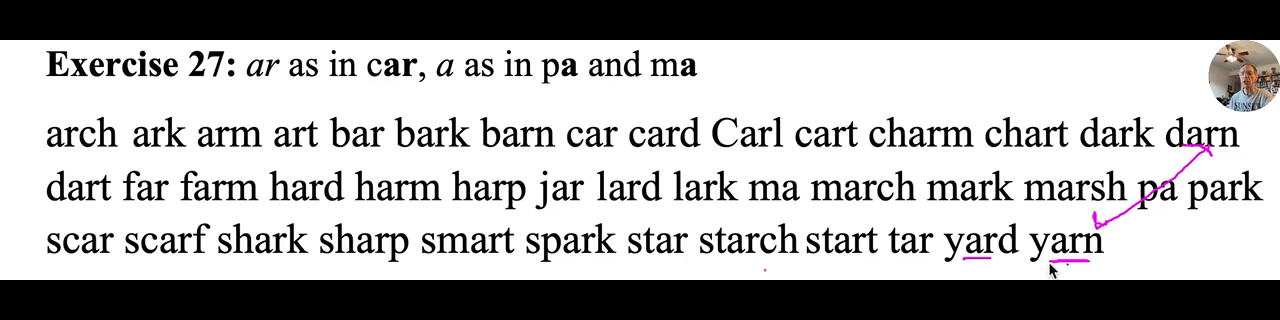 Exercise 27: ar as in car, a as in pa and ma
arch ark arm art bar bark barn car card Carl cart charm chart dark darn
dart far farm hard harm harp jar lard lark ma march mark marsh pa park
scar scarf shark sharp smart spark star starch start tar yard yarn